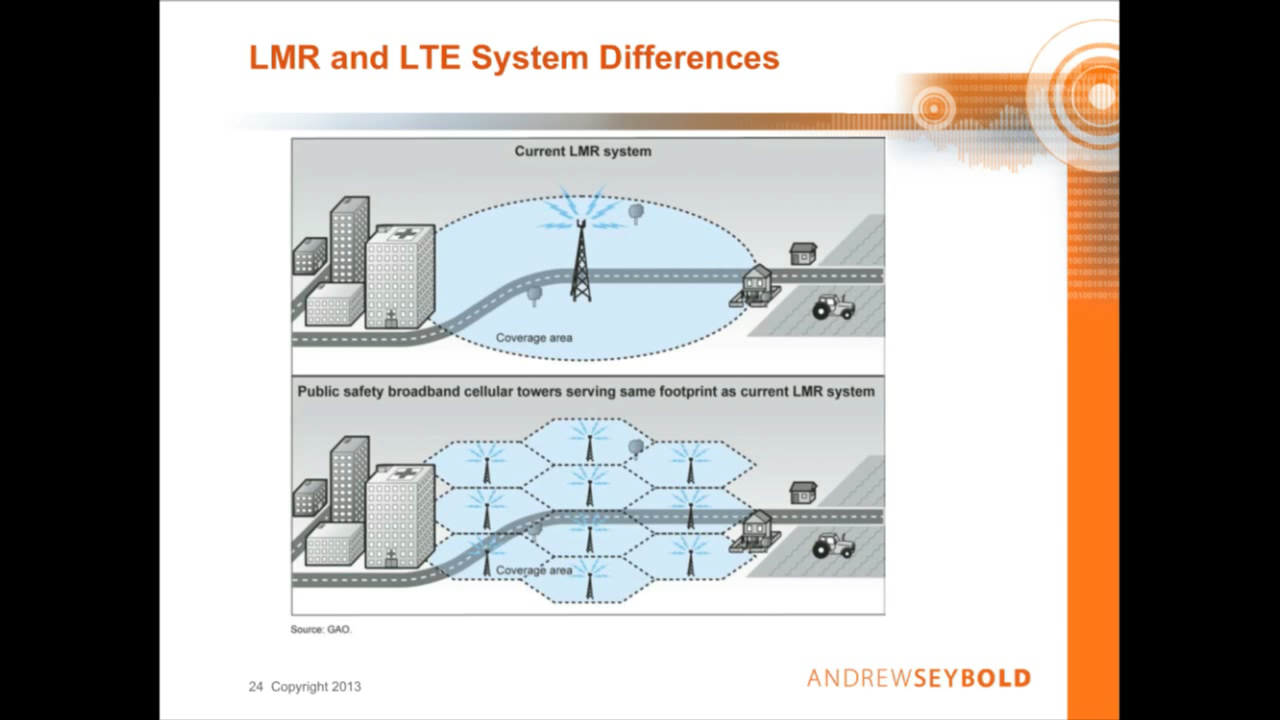 LMR and LTE System Differences
Current LMR system
Coverage area
Public safety broadband cellular towers serving same footprint as current LMR system
Coverage area
Source: GAO.
24 Copyright 2013
ANDREWSEYBOLD